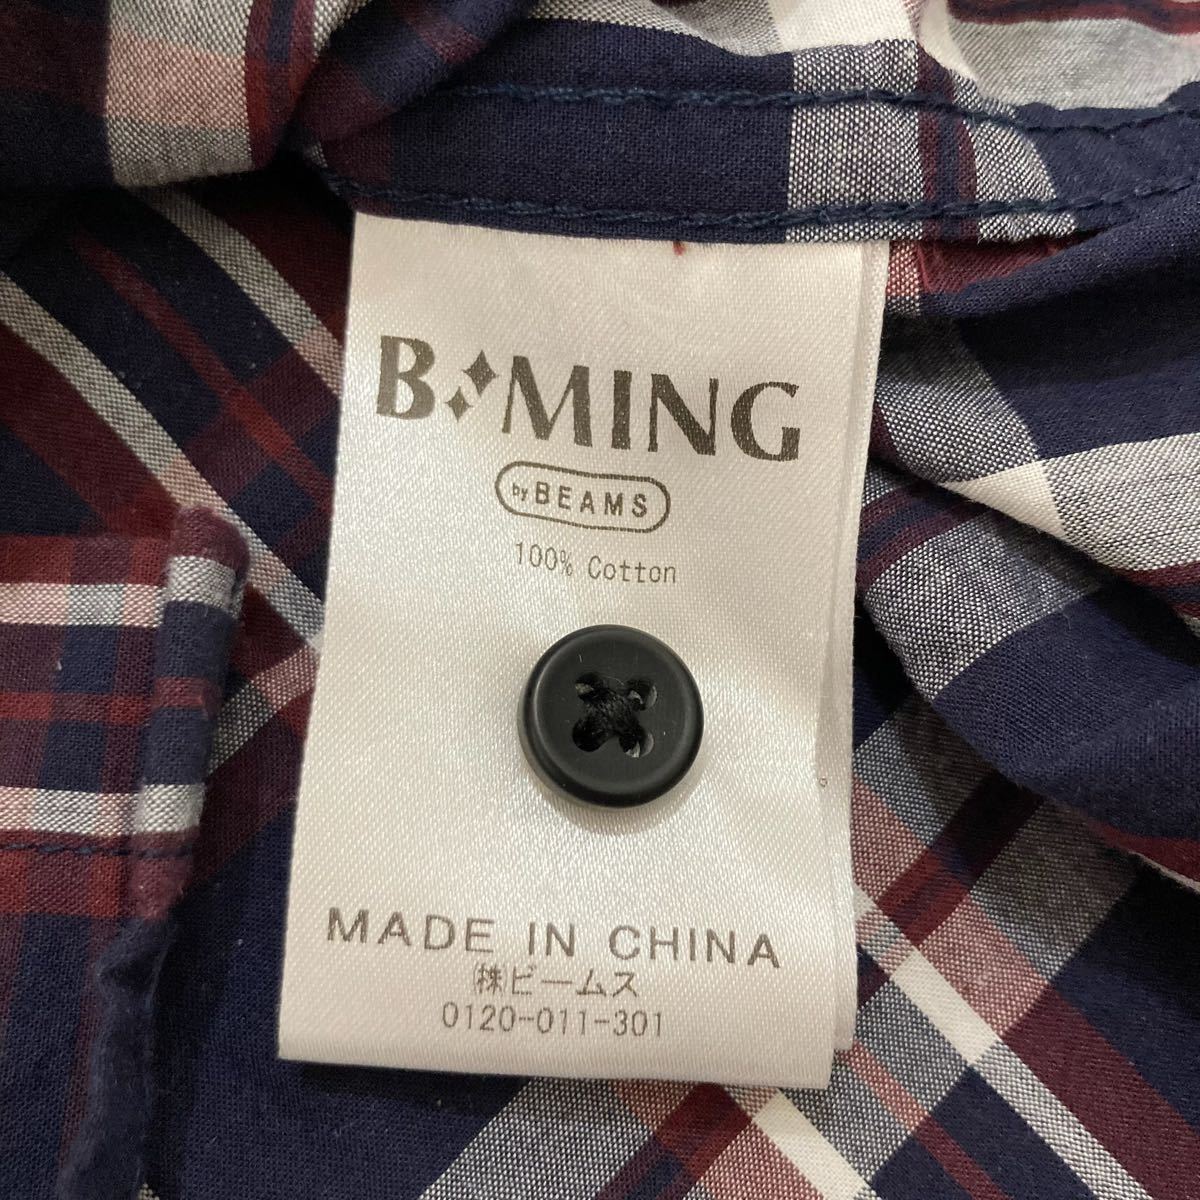 B:MING
by BEAMS
100% Cotton
MADE IN CHINA
㈱ビームス
0120-011-301